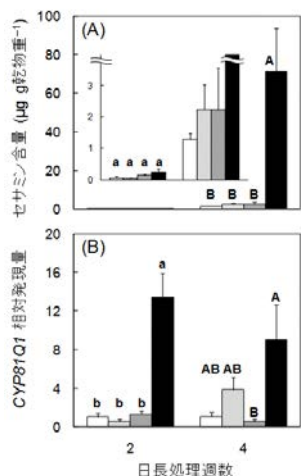 (A)
セサミン含量 (μg g乾物重⁻¹)
100
80
60
40
20
0
3
2
1
0
a a a a
B B B
A
(B)
CYP81Q1 相対発現量
20
16
12
8
4
0
b b b
a
AB AB
B
A
2 4
日長処理週数